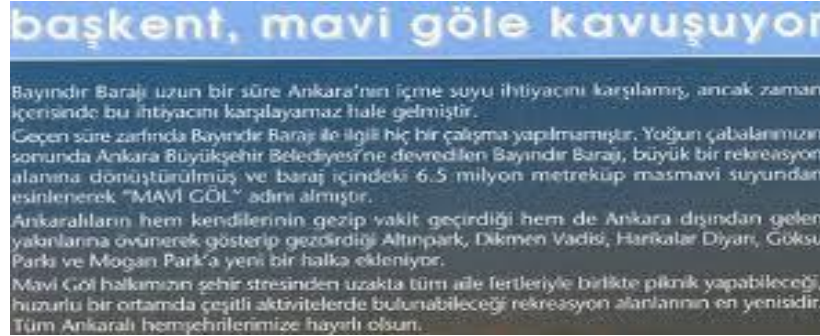 başkent, mavi göle kavuşuyor
Bayındır Barajı uzun bir süre Ankara'nın içme suyu ihtiyacını karşılamış, ancak zaman
içerisinde bu ihtiyacını karşılayamaz hale gelmiştir.
Geçen süre zarfında Bayındır Barajı ile ilgili hiç bir çalışma yapılmamıştır. Yoğun çabalarımızın
sonunda Ankara Büyükşehir Belediyesi'ne devredilen Bayındır Barajı, büyük bir rekreasyon
alanına dönüştürülmüş ve baraj içindeki 6.5 milyon metreküp masmavi suyundan
esinlenerek "MAVİ GÖL" adını almıştır.
Ankaralıların hem kendilerinin gezip vakit geçirdiği hem de Ankara dışından gelen
yakınlarına övünerek gösterip gezdirdiği Altınpark, Dikmen Vadisi, Harikalar Diyarı, Göksu
Parkı ve Mogan Park'a yeni bir halka ekleniyor.
Mavi Göl halkımızın şehir stresinden uzakta tüm aile fertleriyle birlikte piknik yapabileceği,
huzurlu bir ortamda çeşitli aktivitelerde bulunabileceği rekreasyon alanlarının en yenisidir.
Tüm Ankaralı hemşehrilerimize hayırlı olsun.